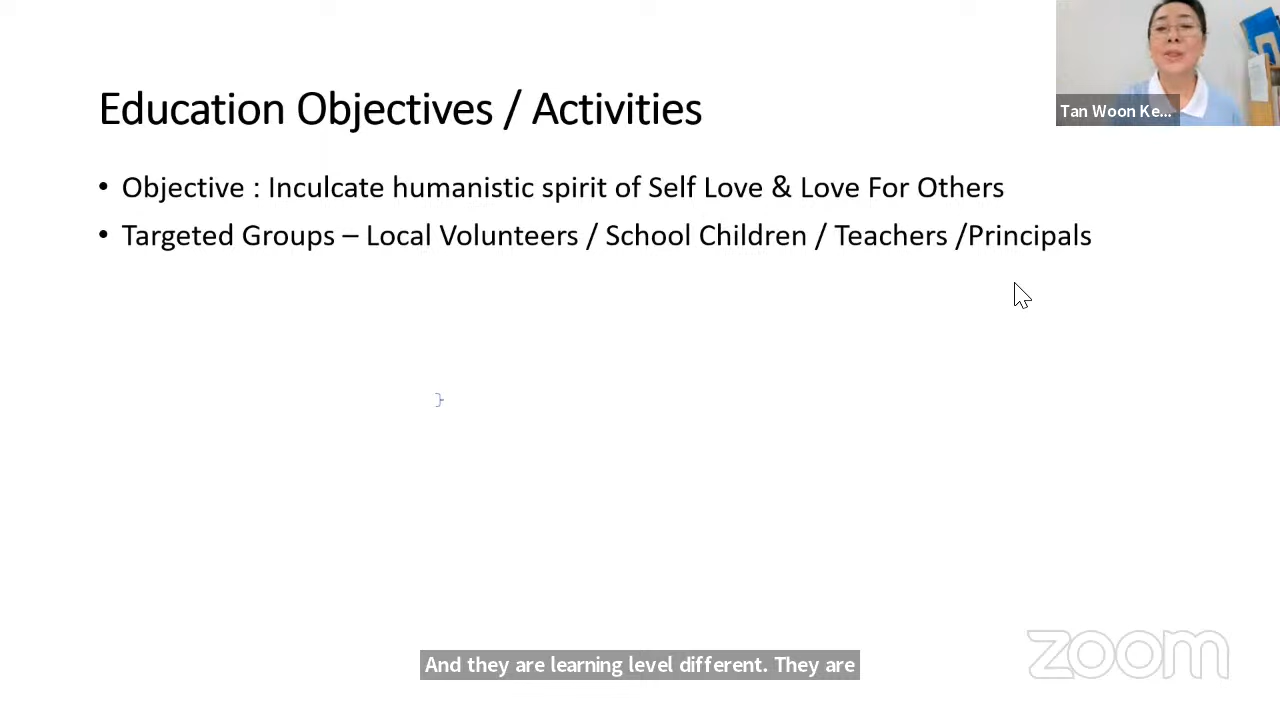 Education Objectives / Activities
Tan Woon Ke...
• Objective : Inculcate humanistic spirit of Self Love & Love For Others
• Targeted Groups – Local Volunteers / School Children / Teachers /Principals
}
And they are learning level different. They are
zoom